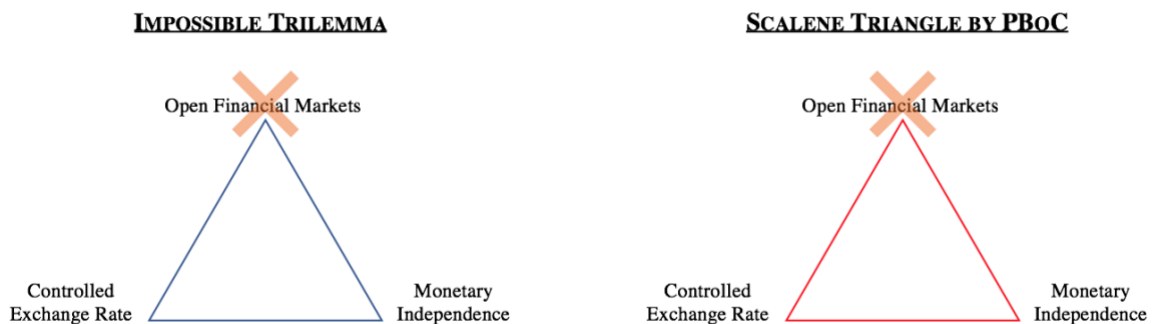 IMPOSSIBLE TRILEMMA
Open Financial Markets
Controlled
Exchange Rate
Monetary
Independence
SCALENE TRIANGLE BY PBOC
Open Financial Markets
Controlled
Exchange Rate
Monetary
Independence